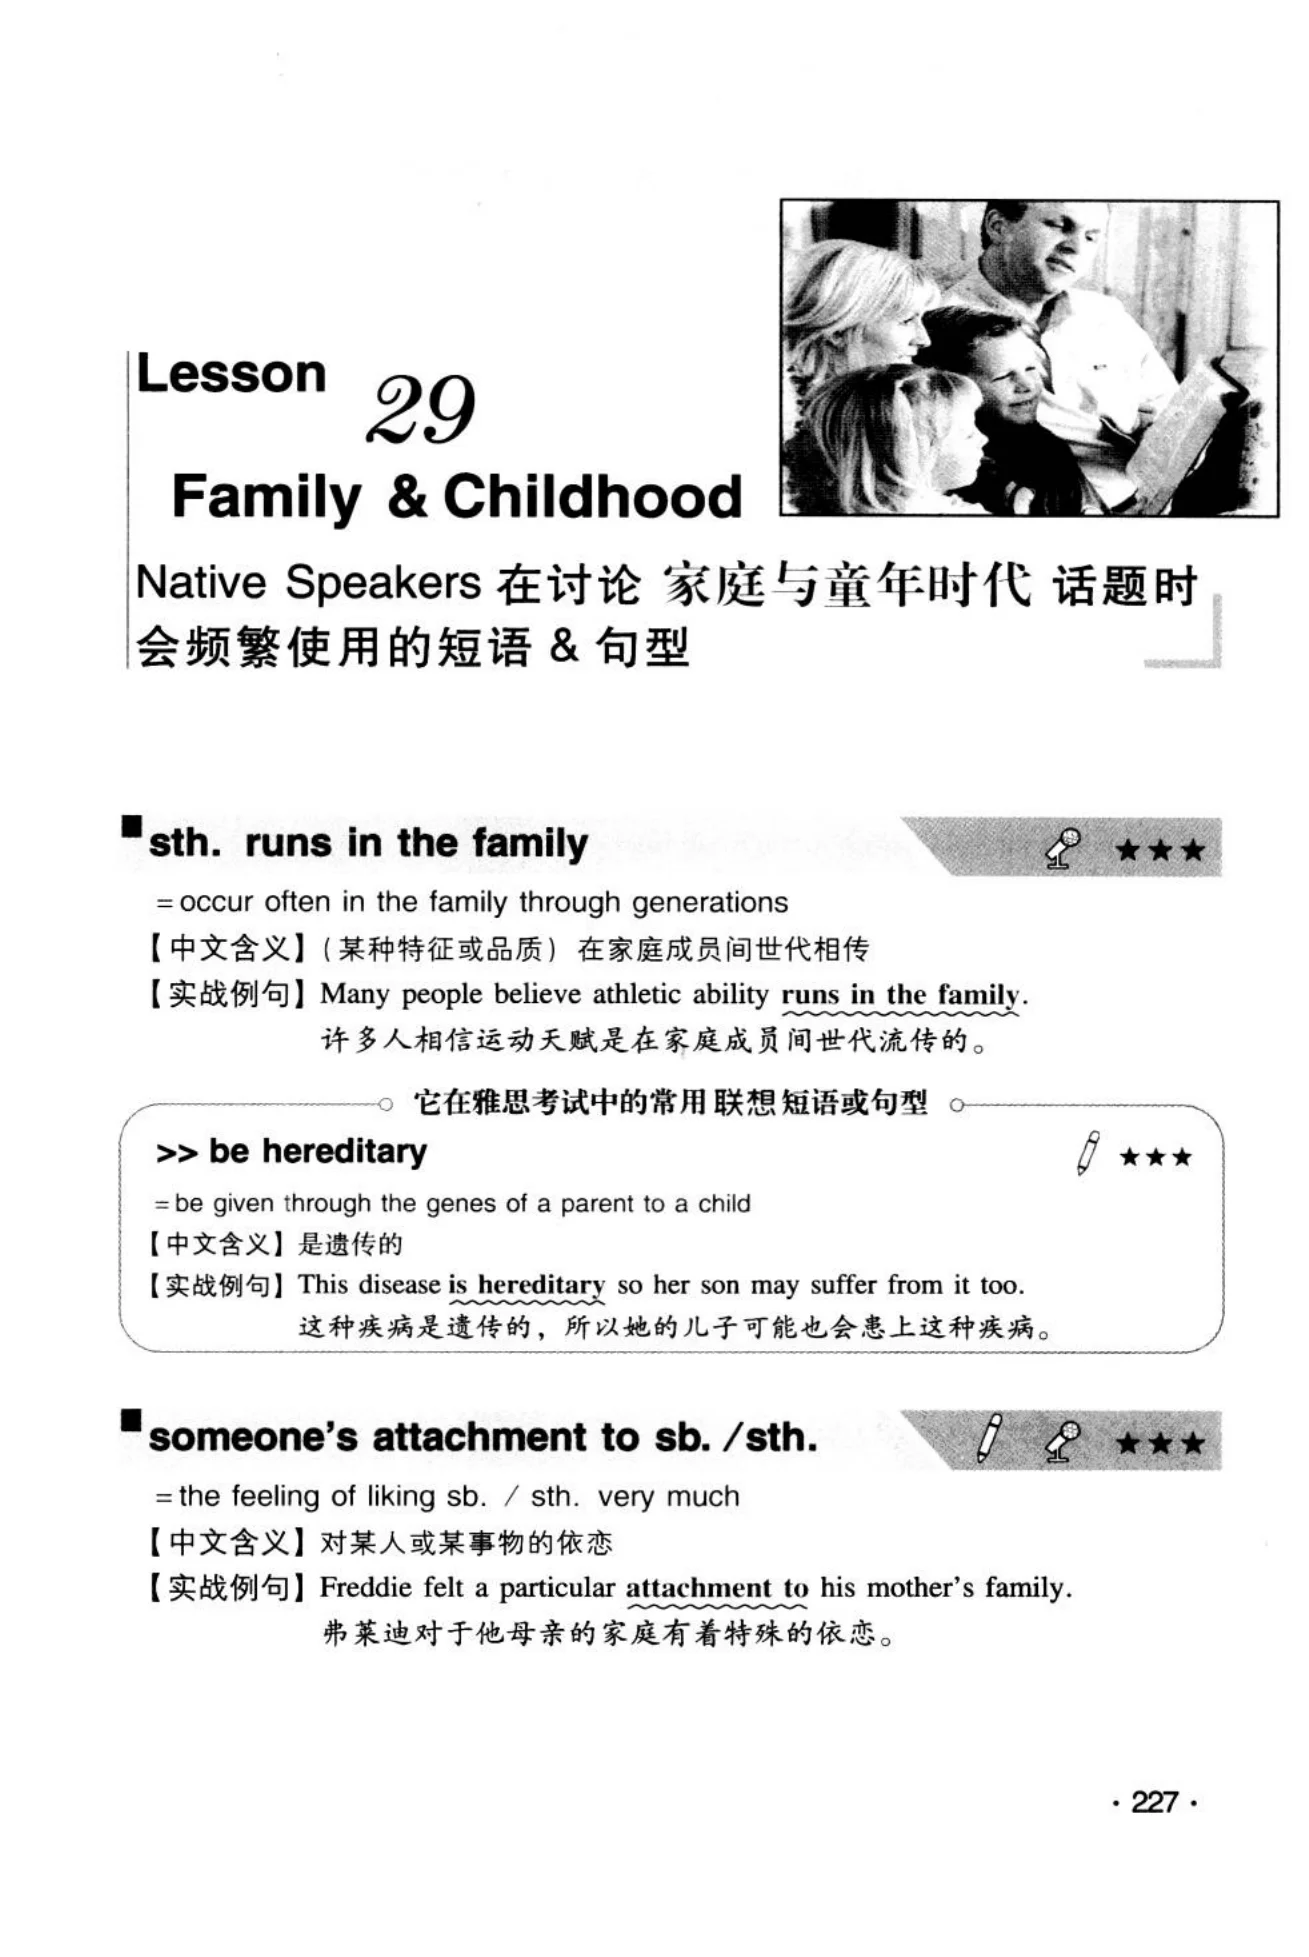 Lesson 29
Family & Childhood
Native Speakers 在讨论 家庭与童年时代 话题时
会频繁使用的短语 & 句型
■ sth. runs in the family ★★★
=occur often in the family through generations
【中文含义】(某种特征或品质) 在家庭成员间世代相传
【实战例句】Many people believe athletic ability runs in the family.
许多人相信运动天赋是在家庭成员间世代流传的。
它在雅思考试中的常用联想短语或句型
>> be hereditary ★★★
=be given through the genes of a parent to a child
【中文含义】是遗传的
【实战例句】This disease is hereditary so her son may suffer from it too.
这种疾病是遗传的，所以她的儿子可能也会患上这种疾病。
■ someone's attachment to sb. /sth. ★★★
=the feeling of liking sb. / sth. very much
【中文含义】对某人或某事物的依恋
【实战例句】Freddie felt a particular attachment to his mother's family.
弗莱迪对于他母亲的家庭有着特殊的依恋。
· 227 ·